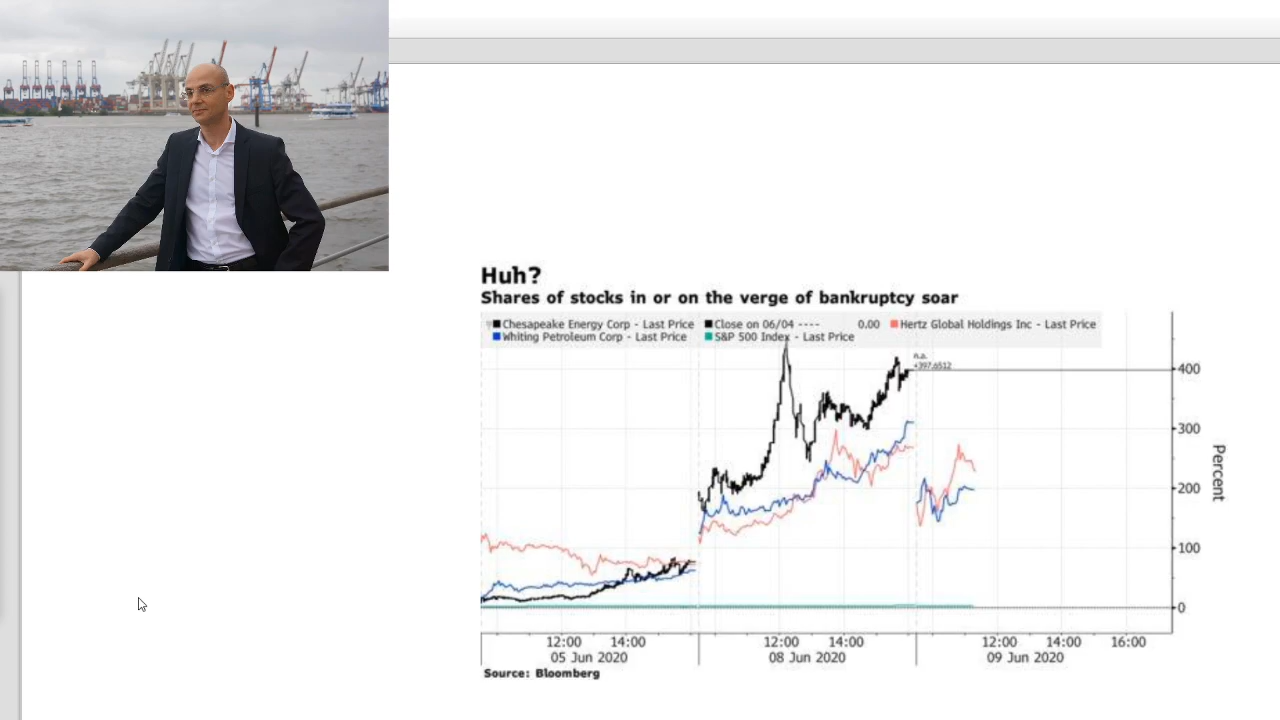 Huh?
Shares of stocks in or on the verge of bankruptcy soar
Chesapeake Energy Corp - Last Price Close on 06/04 ---- 0.00 Hertz Global Holdings Inc - Last Price
Whiting Petroleum Corp - Last Price S&P 500 Index - Last Price
n.a.
+397.6512
400
300
200
100
0
Percent
12:00 14:00 12:00 14:00 12:00 14:00 16:00
05 Jun 2020 08 Jun 2020 09 Jun 2020
Source: Bloomberg